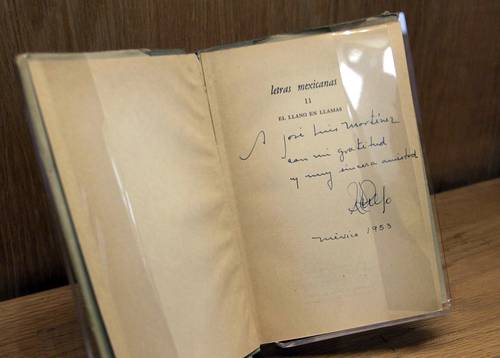 letras mexicanas
11
EL LLANO EN LLAMAS
A José Luis Martínez
con mi gratitud
y muy sincera amistad
México 1953